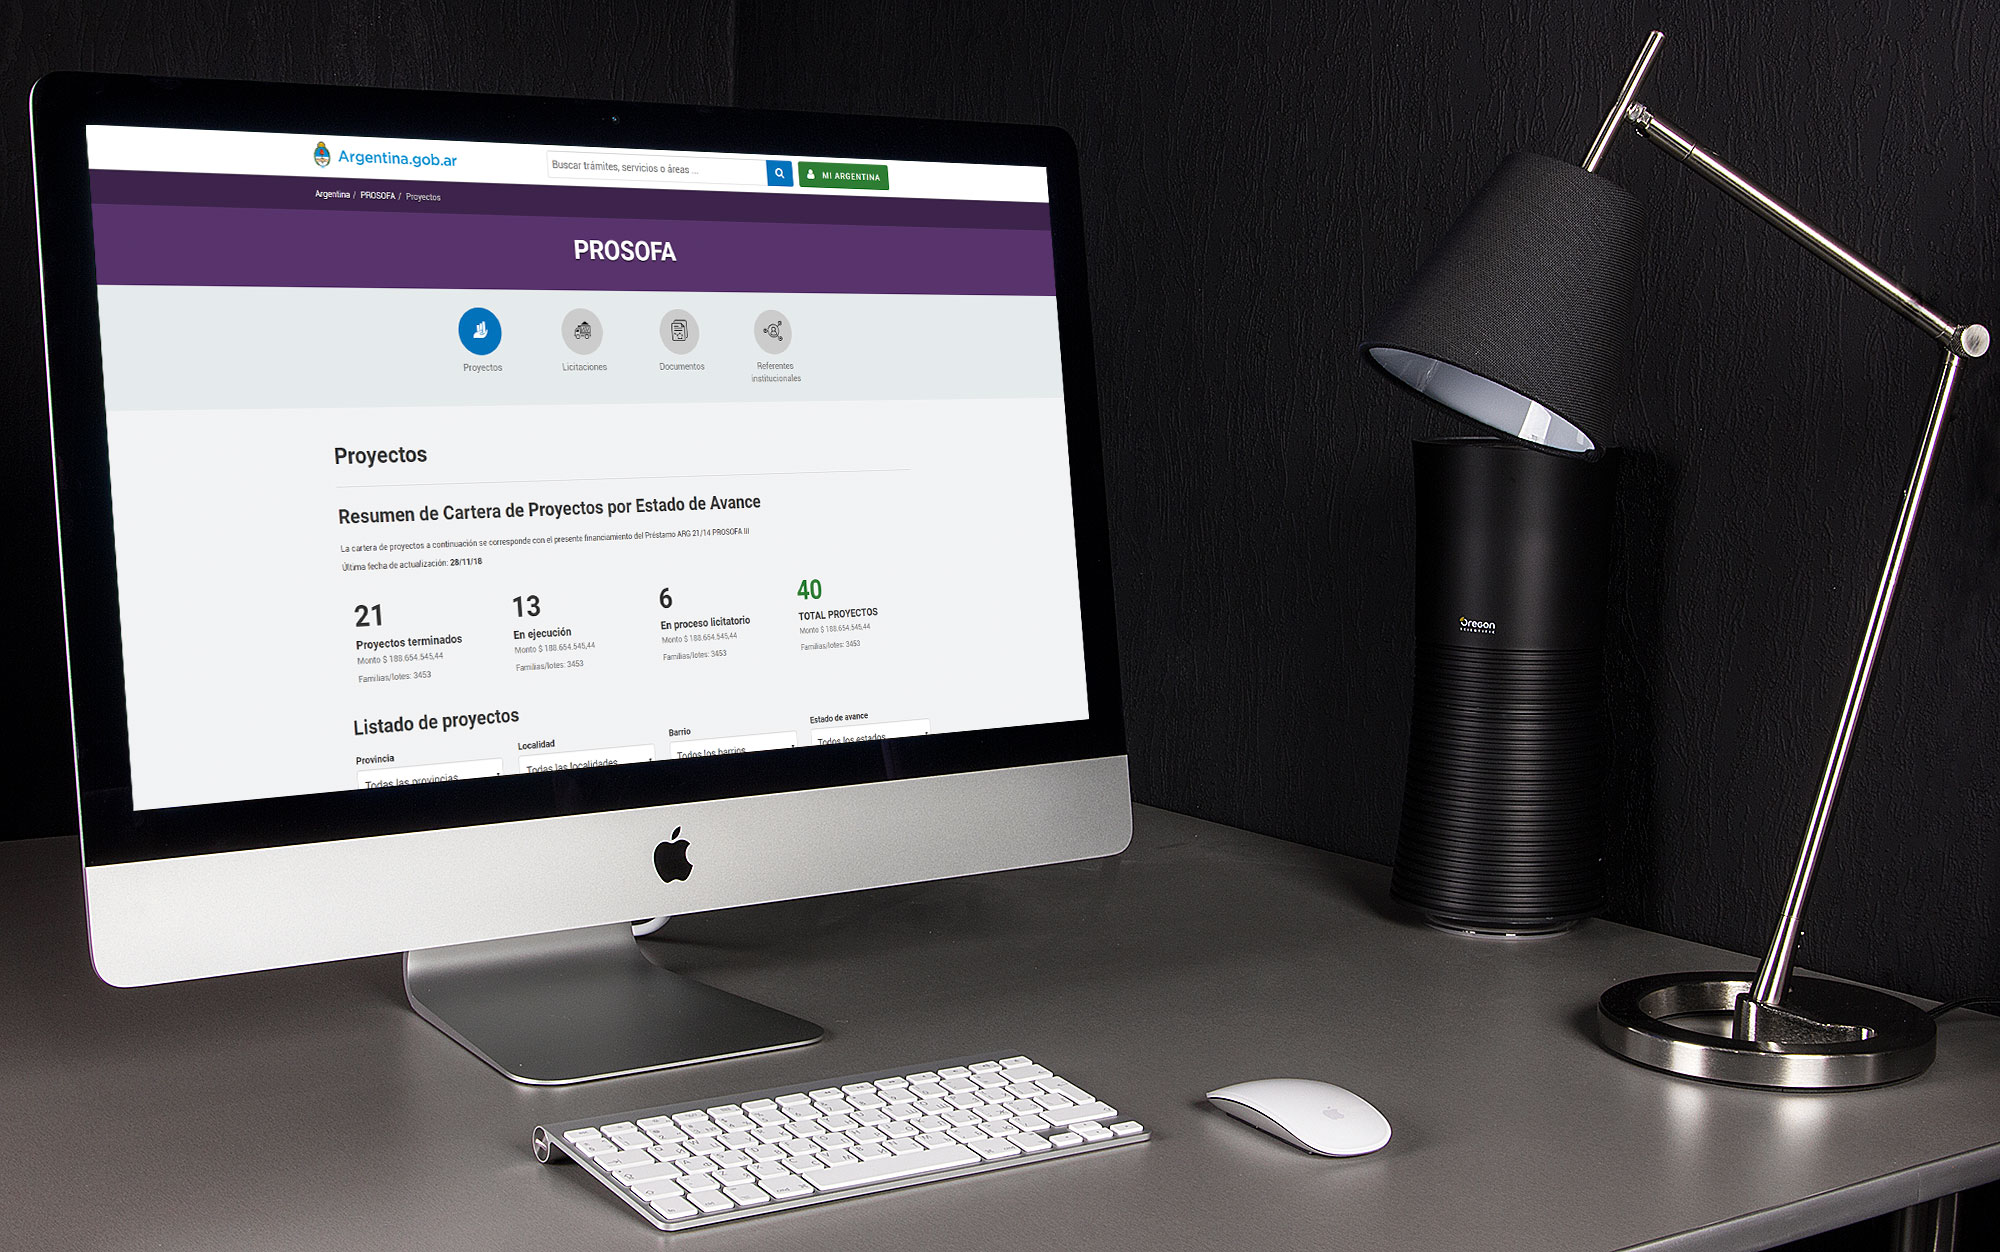 Argentina.gob.ar
Buscar trámites, servicios o áreas ...
MI ARGENTINA
Argentina / PROSOFA / Proyectos
PROSOFA
Proyectos
Licitaciones
Documentos
Referentes
institucionales
Proyectos
Resumen de Cartera de Proyectos por Estado de Avance
La cartera de proyectos a continuación se corresponde con el presente financiamiento del Préstamo ARG 21/14 PROSOFA III
Última fecha de actualización: 28/11/18
21
Proyectos terminados
Monto $ 188.654.545,44
Familias/lotes: 3453
13
En ejecución
Monto $ 188.654.545,44
Familias/lotes: 3453
6
En proceso licitatorio
Monto $ 188.654.545,44
Familias/lotes: 3453
40
TOTAL PROYECTOS
Monto $ 188.654.545,44
Familias/lotes: 3453
Listado de proyectos
Provincia
Todas las provincias
Localidad
Todas las localidades
Barrio
Todos los barrios
Estado de avance
Todos los estados
Oregon
SCIENTIFIC